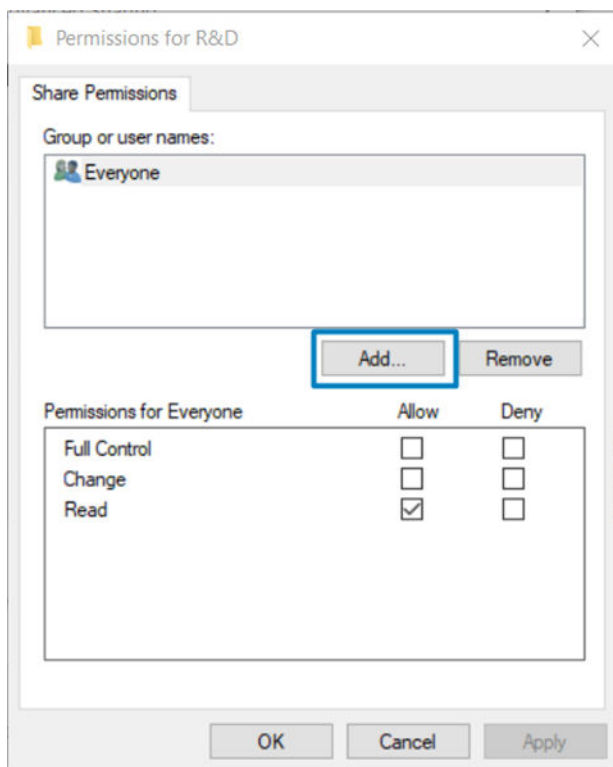 Permissions for R&D
Share Permissions
Group or user names:
Everyone
Add... Remove
Permissions for Everyone Allow Deny
Full Control
Change
Read
OK Cancel Apply